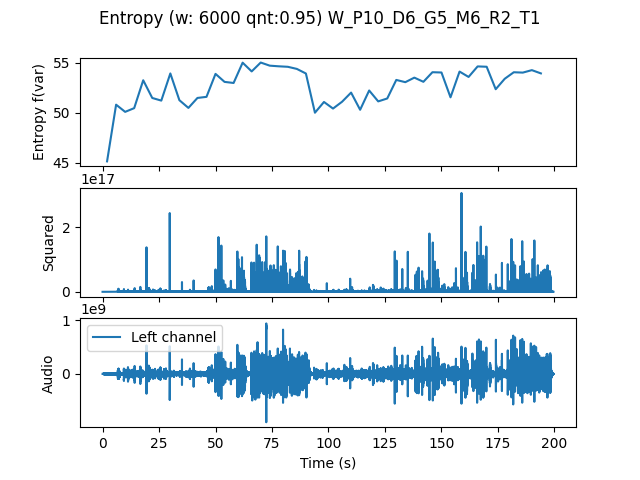 Entropy (w: 6000 qnt:0.95) W_P10_D6_G5_M6_R2_T1
Entropy f(var)
55
50
45
1e17
Squared
2
0
1e9
Audio
1
0
Left channel
0 25 50 75 100 125 150 175 200
Time (s)